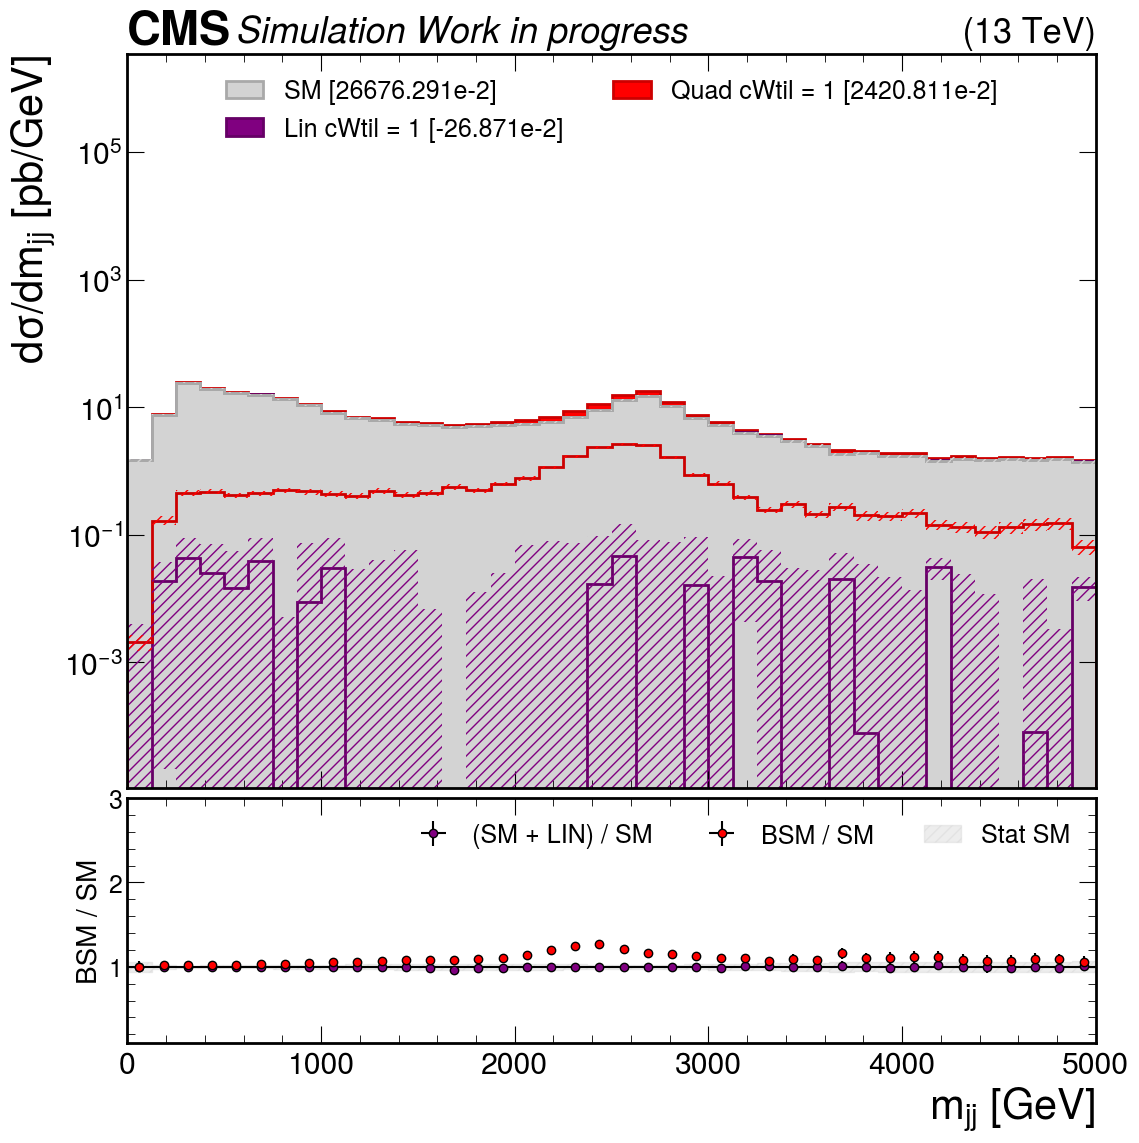 CMS Simulation Work in progress (13 TeV)
SM [26676.291e-2] Quad cWtil = 1 [2420.811e-2]
Lin cWtil = 1 [-26.871e-2]
dσ/dm_jj [pb/GeV]
10^5
10^3
10^1
10^−1
10^−3
(SM + LIN) / SM BSM / SM Stat SM
BSM / SM
3
2
1
0 1000 2000 3000 4000 5000
m_jj [GeV]